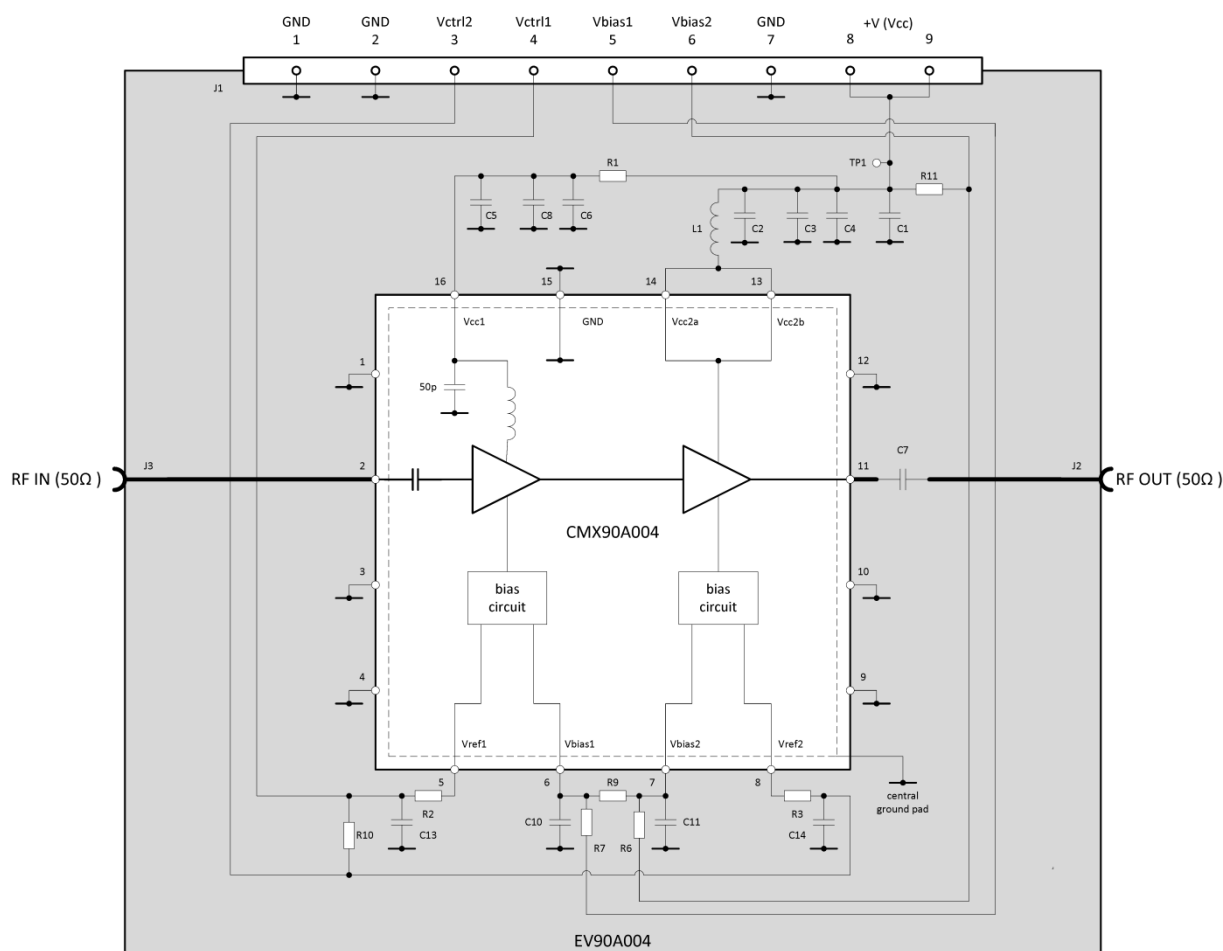 GND GND Vctrl2 Vctrl1 Vbias1 Vbias2 GND +V (Vcc)
1 2 3 4 5 6 7 8 9
J1
TP1
R1
R11
C5 C8 C6
L1 C2 C3 C4 C1
16 15 14 13
Vcc1 GND Vcc2a Vcc2b
1 12
50p
C7
J3 2 11 J2
RF IN (50Ω ) RF OUT (50Ω )
CMX90A004
3 10
bias circuit bias circuit
4 9
Vref1 Vbias1 Vbias2 Vref2
5 6 R9 7 8
central
ground pad
R2 R3
R10 C13 C10 R7 R6 C11 C14
EV90A004